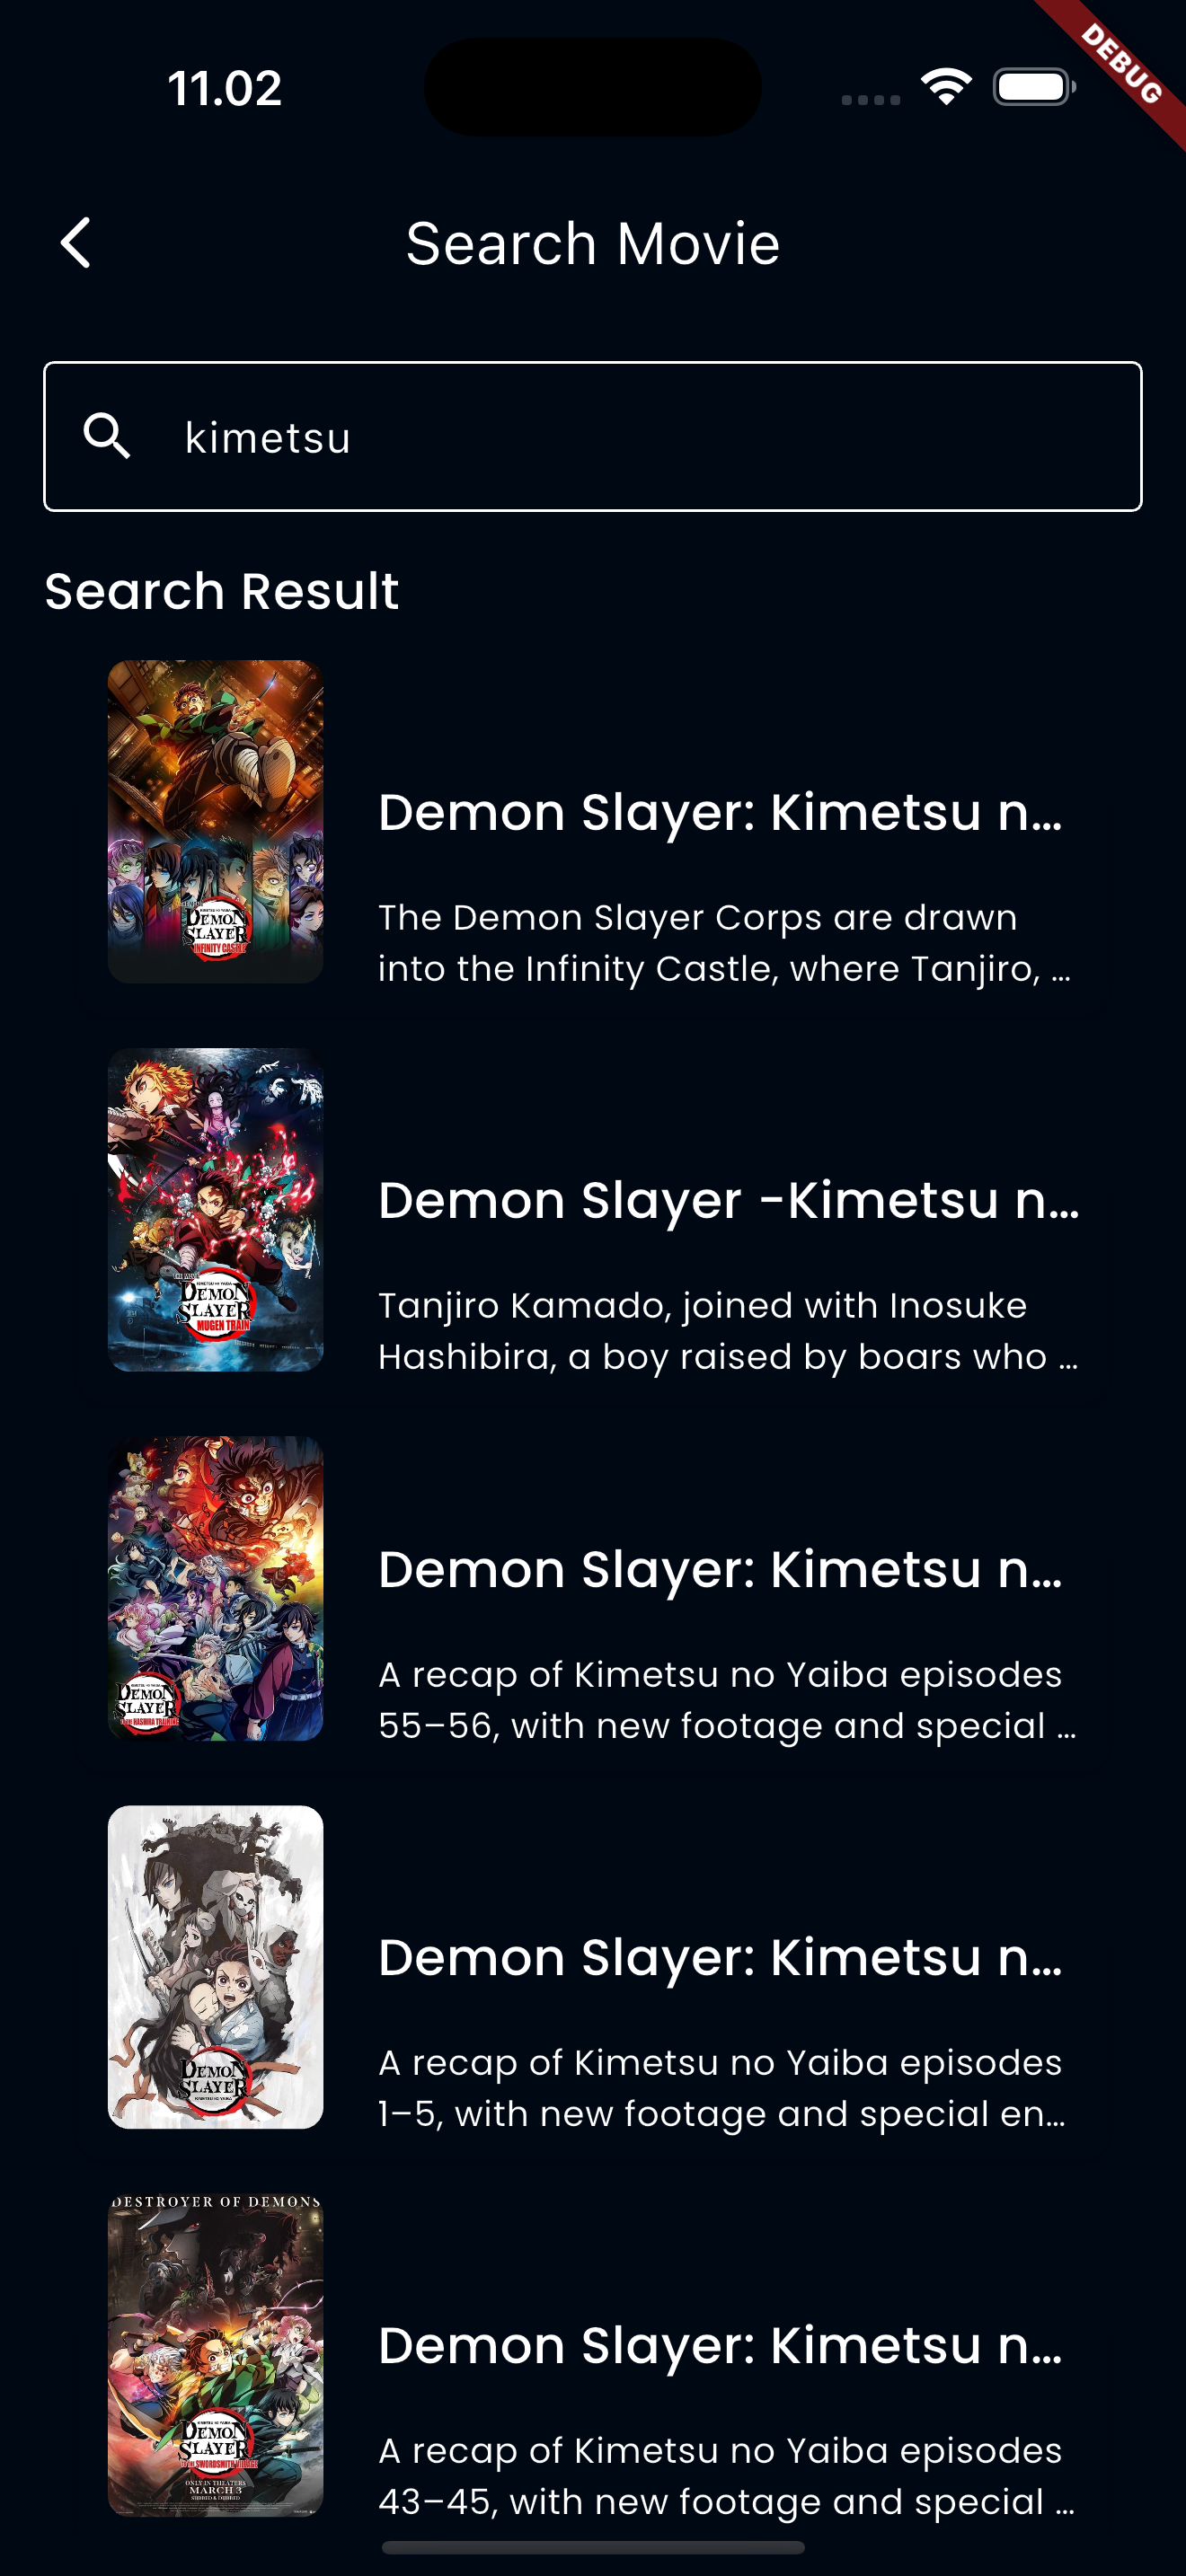 11.02
DEBUG
Search Movie
kimetsu
Search Result
DEMON
SLAYER
INFINITY CASTLE
Demon Slayer: Kimetsu n...
The Demon Slayer Corps are drawn
into the Infinity Castle, where Tanjiro, ...
DEMON
SLAYER
MUGEN TRAIN
Demon Slayer -Kimetsu n...
Tanjiro Kamado, joined with Inosuke
Hashibira, a boy raised by boars who ...
DEMON
SLAYER
Demon Slayer: Kimetsu n...
A recap of Kimetsu no Yaiba episodes
55–56, with new footage and special ...
DEMON
SLAYER
Demon Slayer: Kimetsu n...
A recap of Kimetsu no Yaiba episodes
1–5, with new footage and special en...
DESTROYER OF DEMONS
DEMON
SLAYER
ONLY IN THEATERS
MARCH 3
Demon Slayer: Kimetsu n...
A recap of Kimetsu no Yaiba episodes
43–45, with new footage and special ...